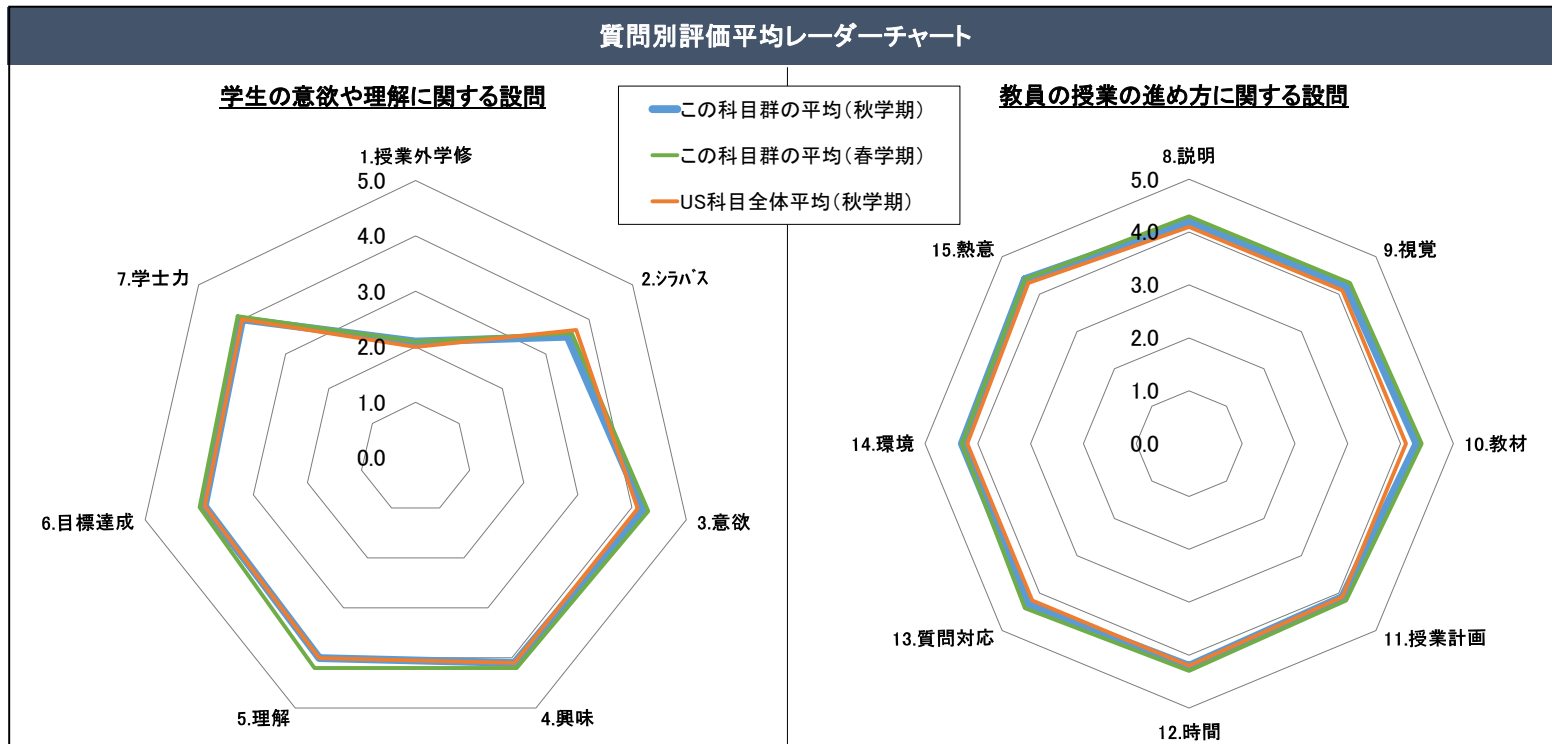 質問別評価平均レーダーチャート
学生の意欲や理解に関する設問
この科目群の平均(秋学期)
この科目群の平均(春学期)
US科目全体平均(秋学期)
教員の授業の進め方に関する設問
1.授業外学修
5.0
4.0
3.0
2.0
1.0
0.0
2.ｼﾗﾊﾞｽ
3.意欲
4.興味
5.理解
6.目標達成
7.学士力
8.説明
5.0
4.0
3.0
2.0
1.0
0.0
9.視覚
10.教材
11.授業計画
12.時間
13.質問対応
14.環境
15.熱意